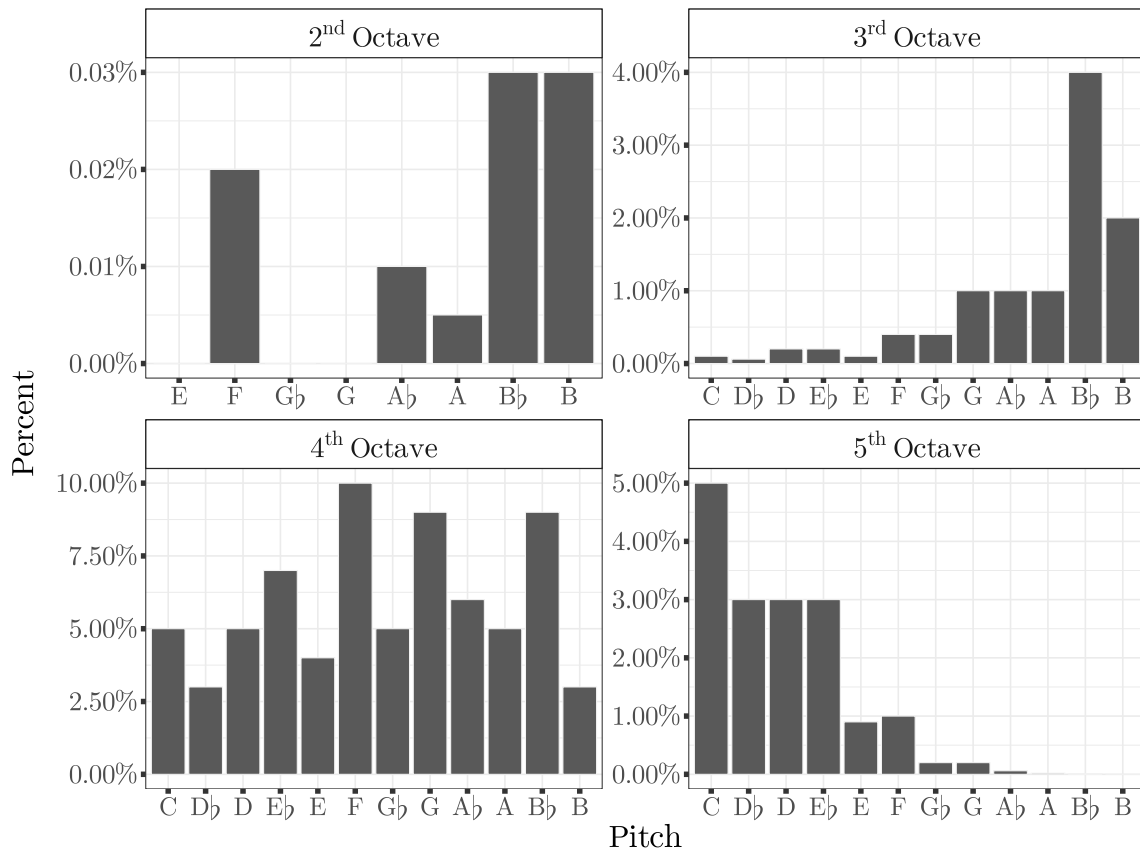 2nd Octave
0.03%
0.02%
0.01%
0.00%
E F G♭ G A♭ A B♭ B
3rd Octave
4.00%
3.00%
2.00%
1.00%
0.00%
C D♭ D E♭ E F G♭ G A♭ A B♭ B
Percent
4th Octave
10.00%
7.50%
5.00%
2.50%
0.00%
C D♭ D E♭ E F G♭ G A♭ A B♭ B
5th Octave
5.00%
4.00%
3.00%
2.00%
1.00%
0.00%
C D♭ D E♭ E F G♭ G A♭ A B♭ B
Pitch